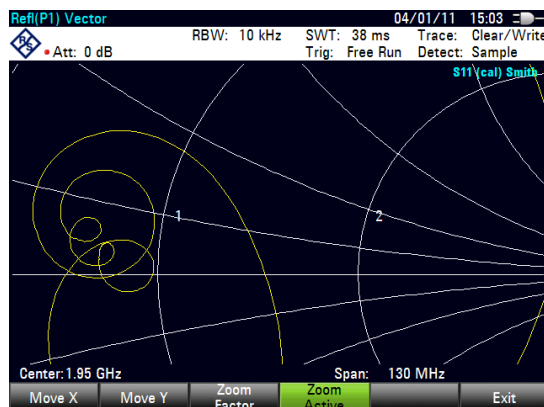 Refl(P1) Vector 04/01/11 15:03
RBW: 10 kHz SWT: 38 ms Trace: Clear/Write
Att: 0 dB Trig: Free Run Detect: Sample
S11 (cal) Smith
1
2
Center: 1.95 GHz Span: 130 MHz
Move X Move Y Zoom Factor Zoom Active Exit